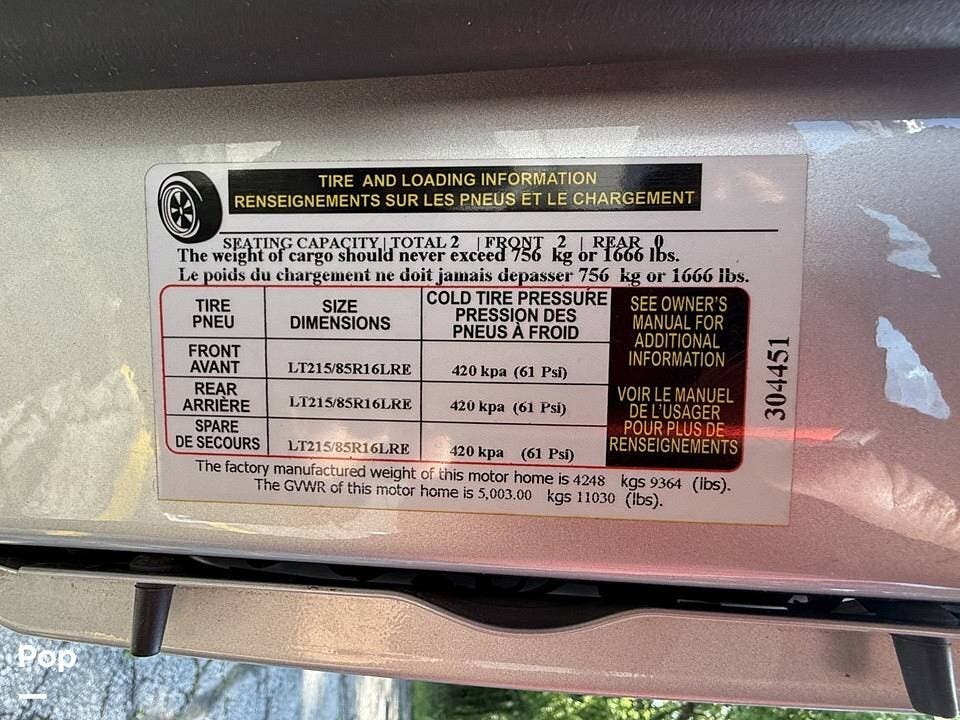 TIRE AND LOADING INFORMATION
RENSEIGNEMENTS SUR LES PNEUS ET LE CHARGEMENT
SEATING CAPACITY | TOTAL 2 | FRONT 2 | REAR 0
The weight of cargo should never exceed 756 kg or 1666 lbs.
Le poids du chargement ne doit jamais depasser 756 kg or 1666 lbs.
TIRE
PNEU
SIZE
DIMENSIONS
COLD TIRE PRESSURE
PRESSION DES
PNEUS À FROID
FRONT
AVANT
LT215/85R16LRE
420 kpa (61 Psi)
REAR
ARRIÈRE
LT215/85R16LRE
420 kpa (61 Psi)
SPARE
DE SECOURS
LT215/85R16LRE
420 kpa (61 Psi)
SEE OWNER'S
MANUAL FOR
ADDITIONAL
INFORMATION
VOIR LE MANUEL
DE L'USAGER
POUR PLUS DE
RENSEIGNEMENTS
304451
The factory manufactured weight of this motor home is 4248 kgs 9364 (lbs).
The GVWR of this motor home is 5,003.00 kgs 11030 (lbs).
Pop